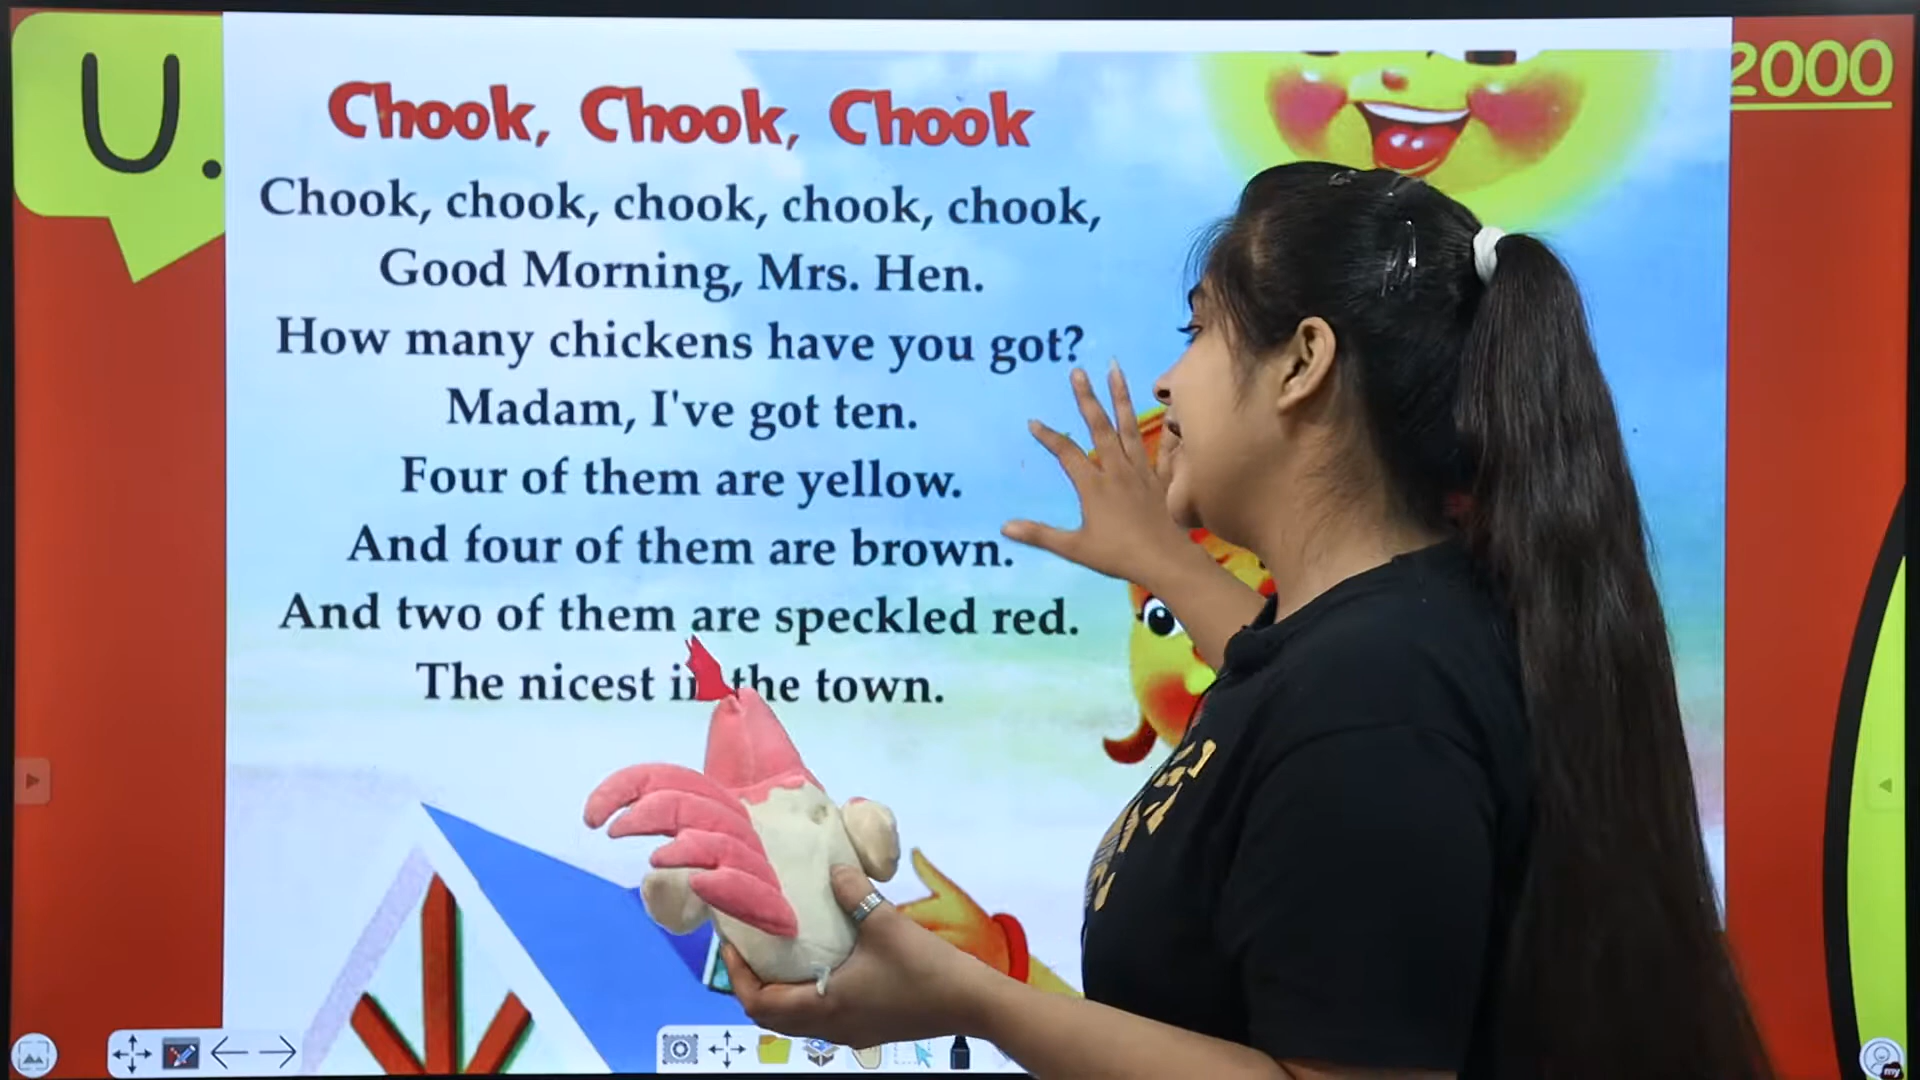 U.
2000
Chook, Chook, Chook
Chook, chook, chook, chook, chook,
Good Morning, Mrs. Hen.
How many chickens have you got?
Madam, I've got ten.
Four of them are yellow.
And four of them are brown.
And two of them are speckled red.
The nicest in the town.
my